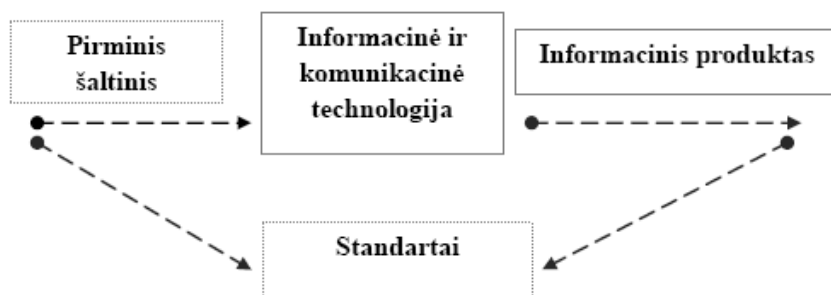 Pirminis
šaltinis
Informacinė ir
komunikacinė
technologija
Informacinis produktas
Standartai